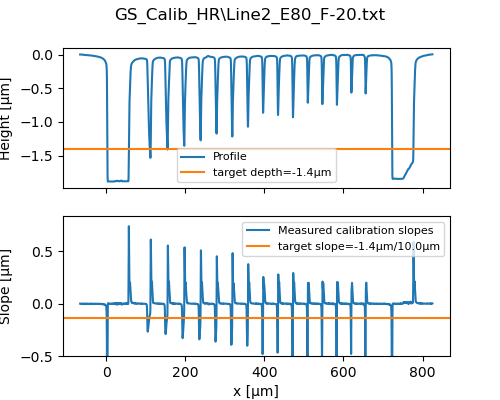 GS_Calib_HR\Line2_E80_F-20.txt
0.0
−0.5
−1.0
−1.5
Height [μm]
Profile
target depth=-1.4μm
0.5
0.0
−0.5
Slope [μm]
Measured calibration slopes
target slope=-1.4μm/10.0μm
0 200 400 600 800
x [μm]